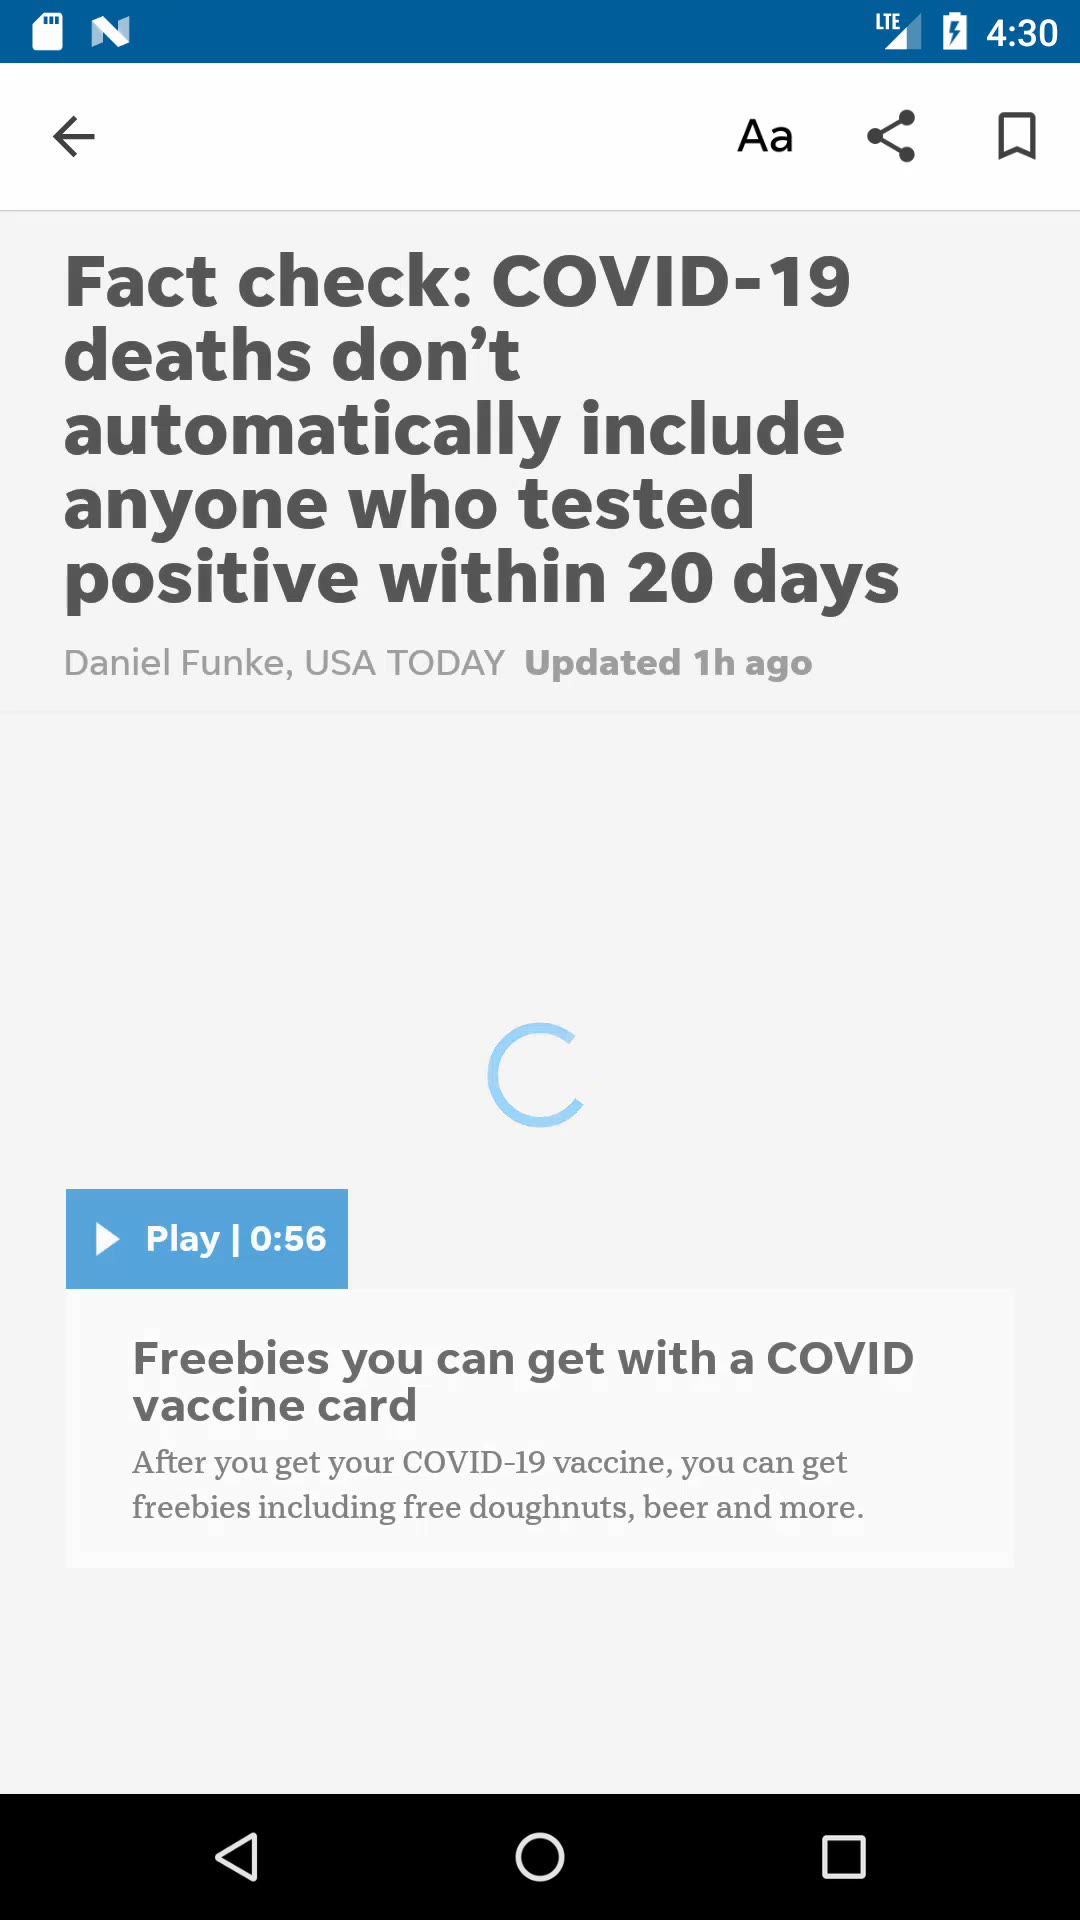 LTE 4:30
Aa
Fact check: COVID-19
deaths don’t
automatically include
anyone who tested
positive within 20 days
Daniel Funke, USA TODAY Updated 1h ago
Play | 0:56
Freebies you can get with a COVID
vaccine card
After you get your COVID-19 vaccine, you can get
freebies including free doughnuts, beer and more.